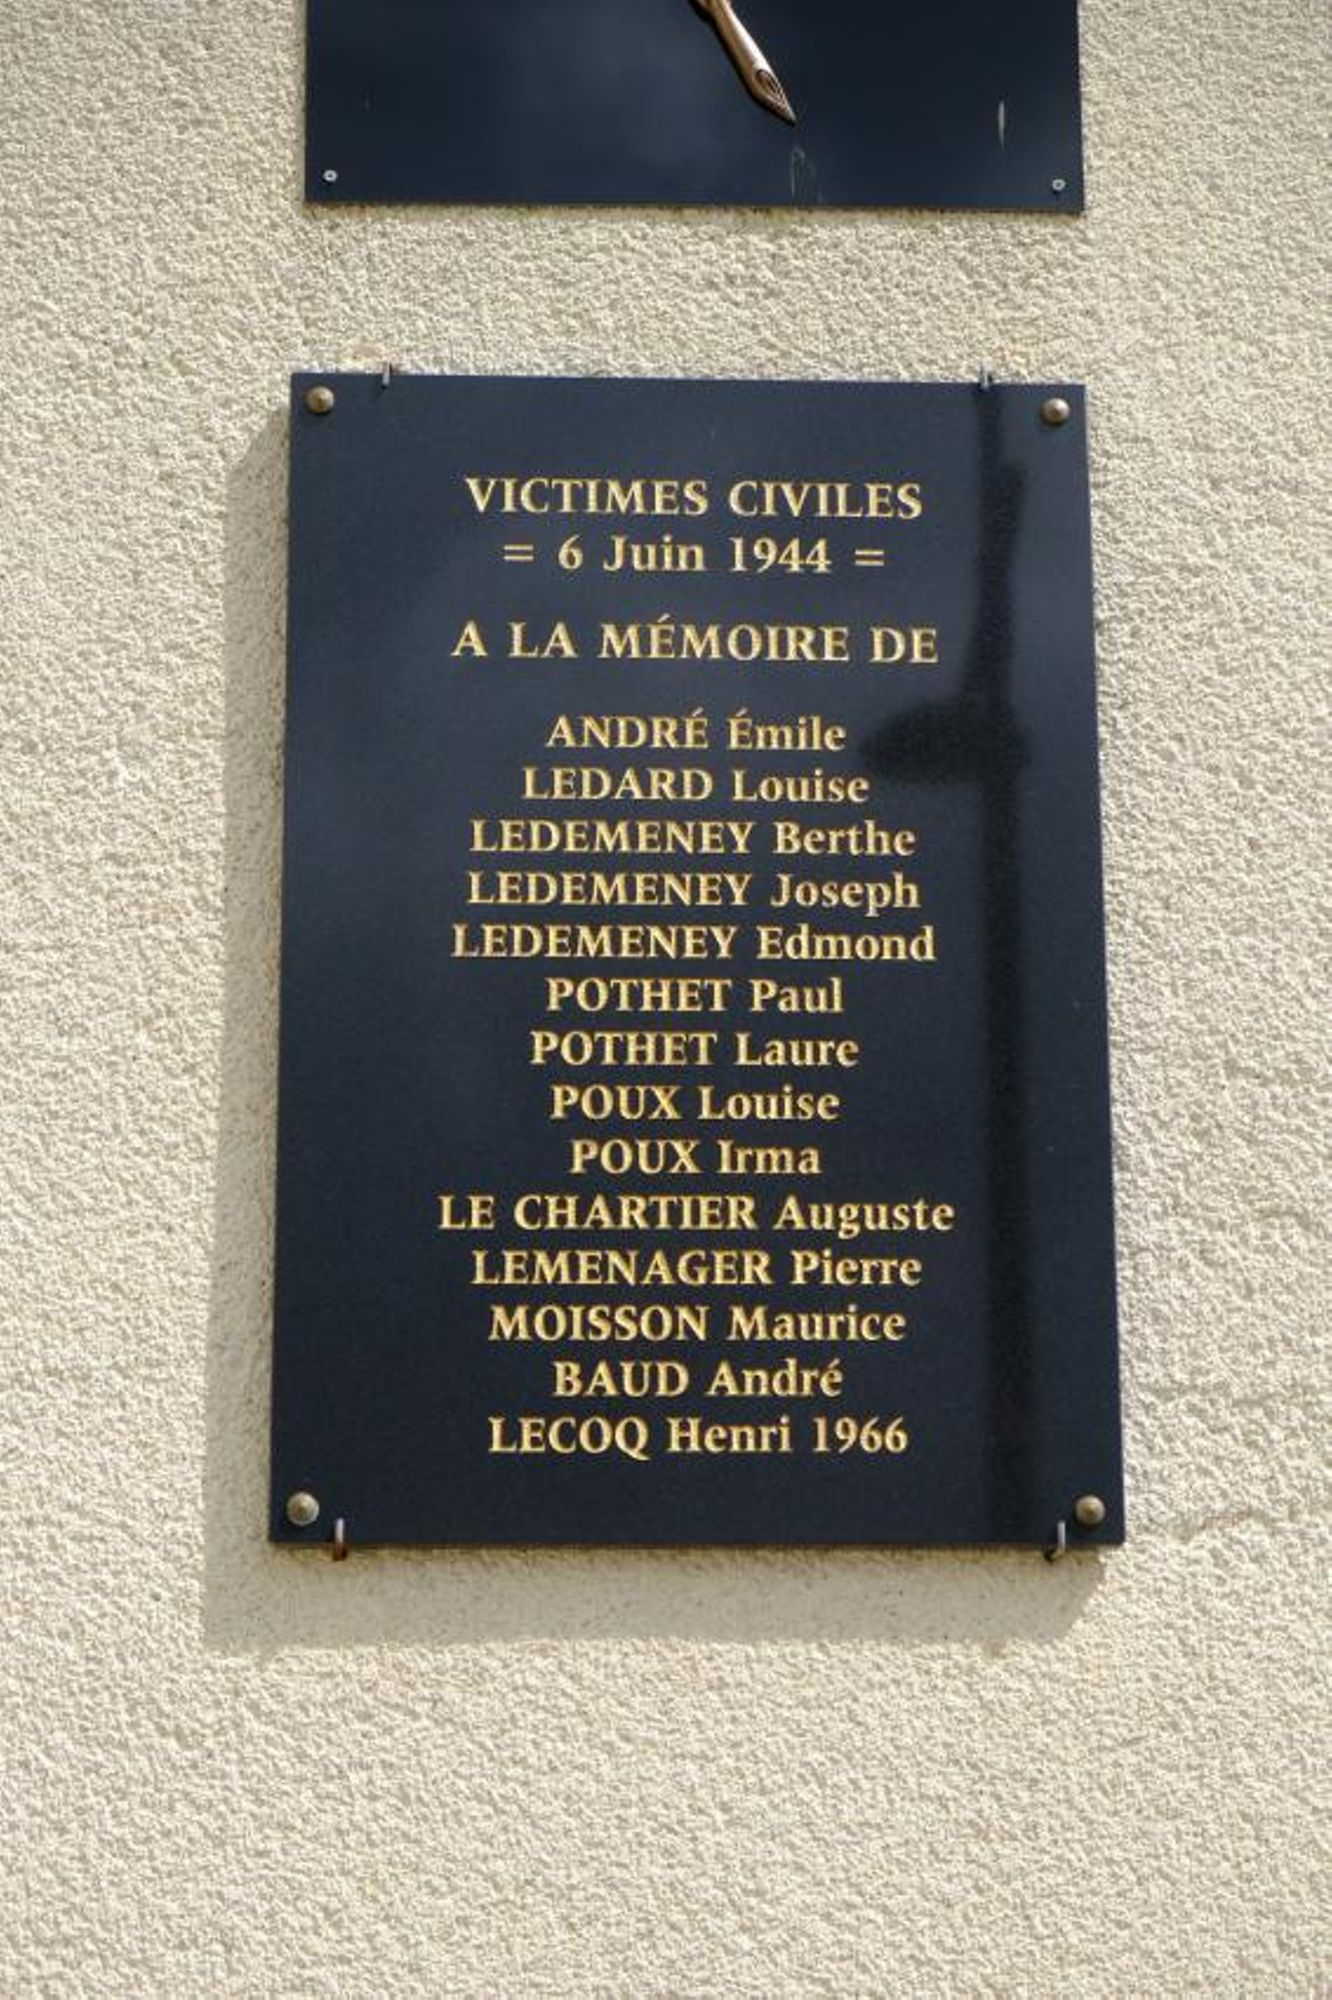 VICTIMES CIVILES
= 6 Juin 1944 =
A LA MÉMOIRE DE
ANDRÉ Émile
LEDARD Louise
LEDEMENEY Berthe
LEDEMENEY Joseph
LEDEMENEY Edmond
POTHET Paul
POTHET Laure
POUX Louise
POUX Irma
LE CHARTIER Auguste
LEMENAGER Pierre
MOISSON Maurice
BAUD André
LECOQ Henri 1966